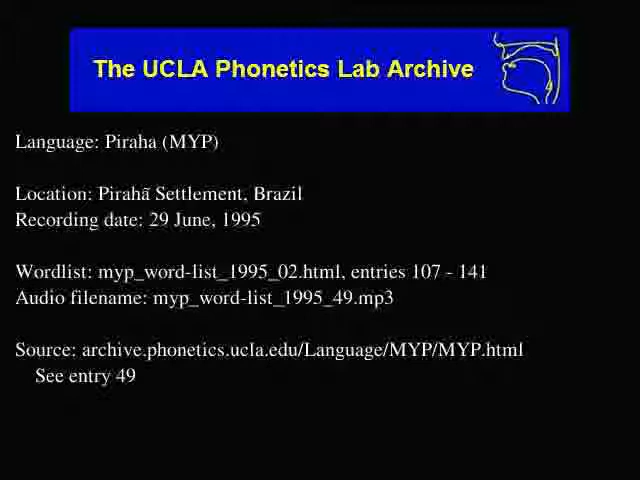 The UCLA Phonetics Lab Archive
Language: Piraha (MYP)
Location: Pirahã Settlement, Brazil
Recording date: 29 June, 1995
Wordlist: myp_word-list_1995_02.html, entries 107 - 141
Audio filename: myp_word-list_1995_49.mp3
Source: archive.phonetics.ucla.edu/Language/MYP/MYP.html
See entry 49